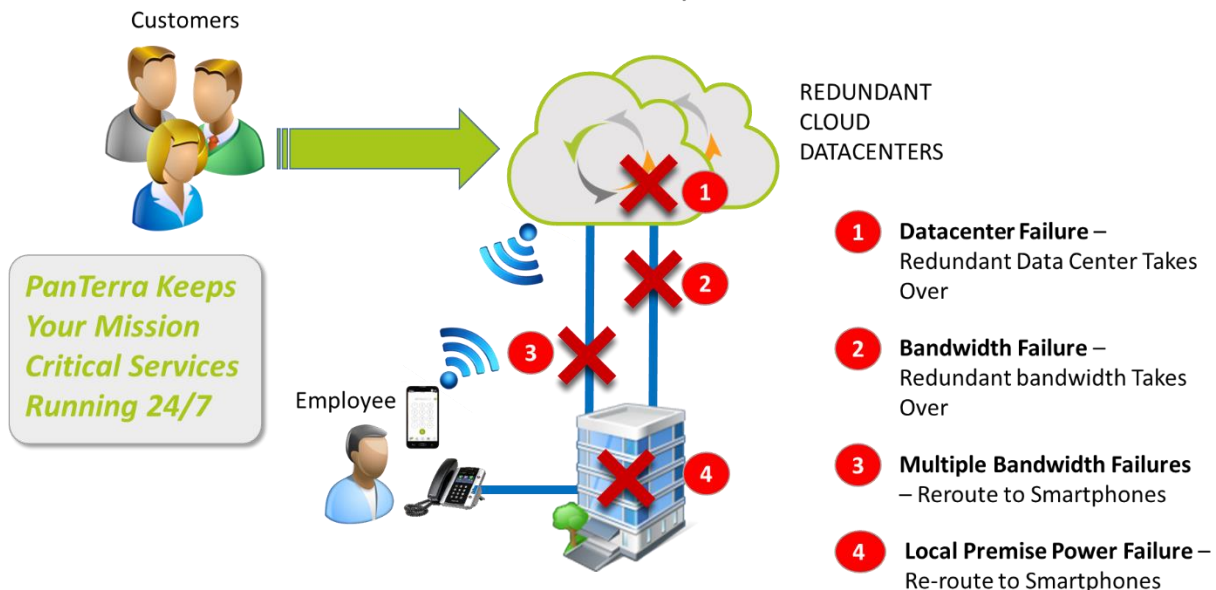 Customers
REDUNDANT
CLOUD
DATACENTERS
1
2
3
4
PanTerra Keeps
Your Mission
Critical Services
Running 24/7
Employee
1 Datacenter Failure –
Redundant Data Center Takes
Over
2 Bandwidth Failure –
Redundant bandwidth Takes
Over
3 Multiple Bandwidth Failures
– Reroute to Smartphones
4 Local Premise Power Failure –
Re-route to Smartphones